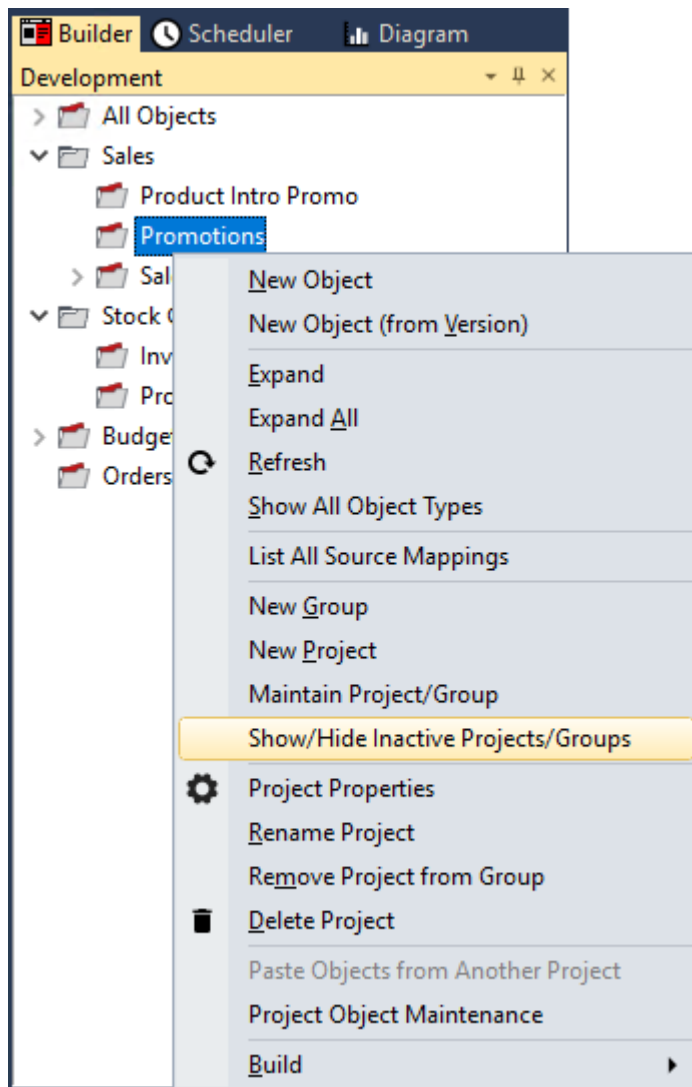 Builder Scheduler Diagram
Development
All Objects
Sales
Product Intro Promo
Promotions
Sal
Stock
Inv
Pro
Budge
Orders
New Object
New Object (from Version)
Expand
Expand All
Refresh
Show All Object Types
List All Source Mappings
New Group
New Project
Maintain Project/Group
Show/Hide Inactive Projects/Groups
Project Properties
Rename Project
Remove Project from Group
Delete Project
Paste Objects from Another Project
Project Object Maintenance
Build